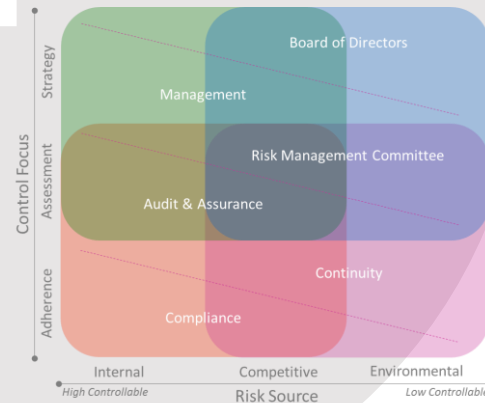 Board of Directors
Management
Risk Management Committee
Audit & Assurance
Continuity
Compliance
Control Focus
Strategy
Assessment
Adherence
Internal
Competitive
Environmental
High Controllable
Risk Source
Low Controllable